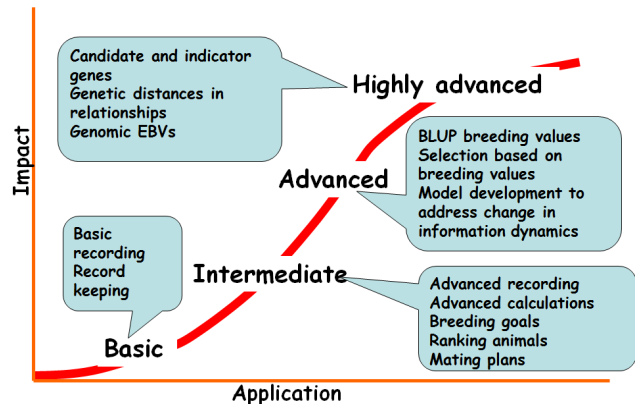 Candidate and indicator
genes
Genetic distances in
relationships
Genomic EBVs
Highly advanced
BLUP breeding values
Selection based on
breeding values
Model development to
address change in
information dynamics
Advanced
Impact
Basic
recording
Record
keeping
Intermediate
Advanced recording
Advanced calculations
Breeding goals
Ranking animals
Mating plans
Basic
Application